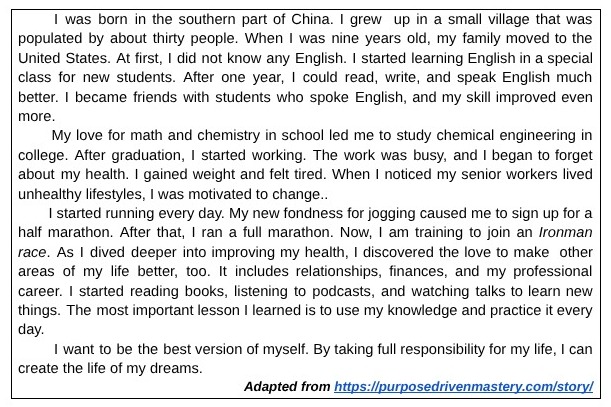 I was born in the southern part of China. I grew up in a small village that was
populated by about thirty people. When I was nine years old, my family moved to the
United States. At first, I did not know any English. I started learning English in a special
class for new students. After one year, I could read, write, and speak English much
better. I became friends with students who spoke English, and my skill improved even
more.
My love for math and chemistry in school led me to study chemical engineering in
college. After graduation, I started working. The work was busy, and I began to forget
about my health. I gained weight and felt tired. When I noticed my senior workers lived
unhealthy lifestyles, I was motivated to change..
I started running every day. My new fondness for jogging caused me to sign up for a
half marathon. After that, I ran a full marathon. Now, I am training to join an Ironman
race. As I dived deeper into improving my health, I discovered the love to make other
areas of my life better, too. It includes relationships, finances, and my professional
career. I started reading books, listening to podcasts, and watching talks to learn new
things. The most important lesson I learned is to use my knowledge and practice it every
day.
I want to be the best version of myself. By taking full responsibility for my life, I can
create the life of my dreams.
Adapted from https://purposedrivenmastery.com/story/